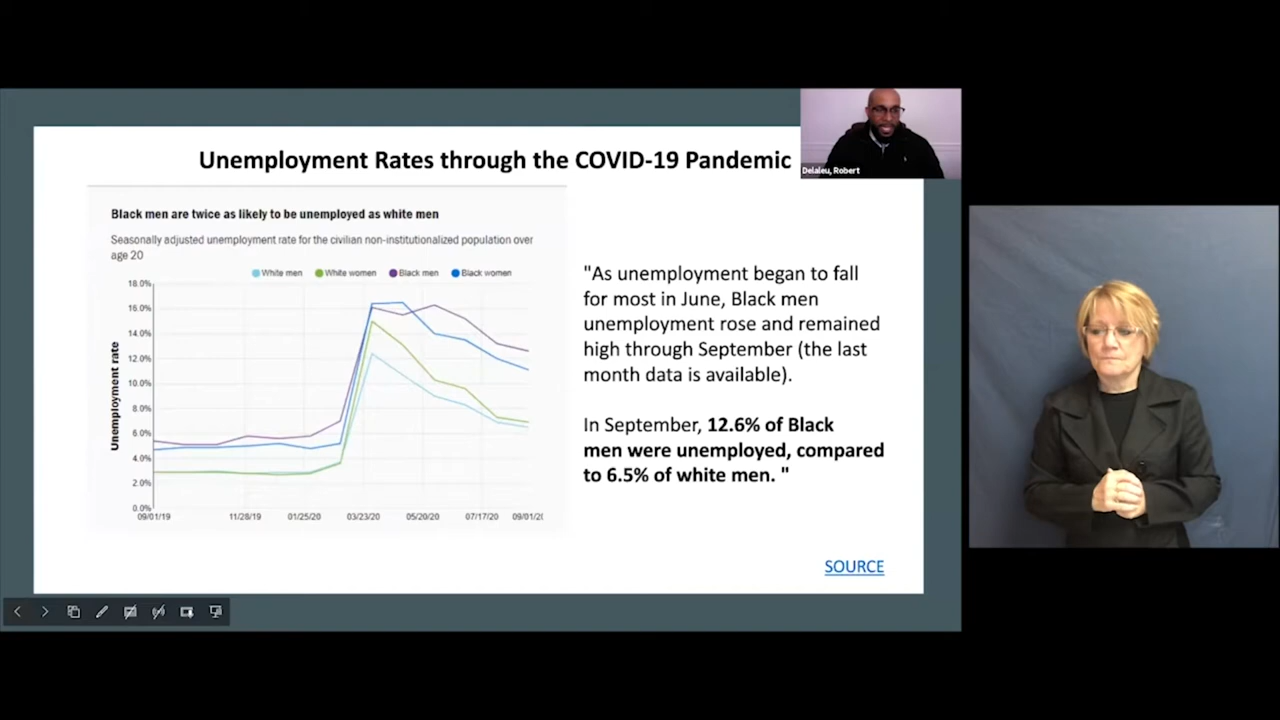 Unemployment Rates through the COVID-19 Pandemic
Delaleu, Robert
Black men are twice as likely to be unemployed as white men
Seasonally adjusted unemployment rate for the civilian non-institutionalized population over
age 20
White men White women Black men Black women
18.0%
16.0%
14.0%
12.0%
10.0%
8.0%
6.0%
4.0%
2.0%
0.0%
Unemployment rate
09/01/19 11/28/19 01/25/20 03/23/20 05/20/20 07/17/20 09/01/2
"As unemployment began to fall
for most in June, Black men
unemployment rose and remained
high through September (the last
month data is available).
In September, 12.6% of Black
men were unemployed, compared
to 6.5% of white men. "
SOURCE